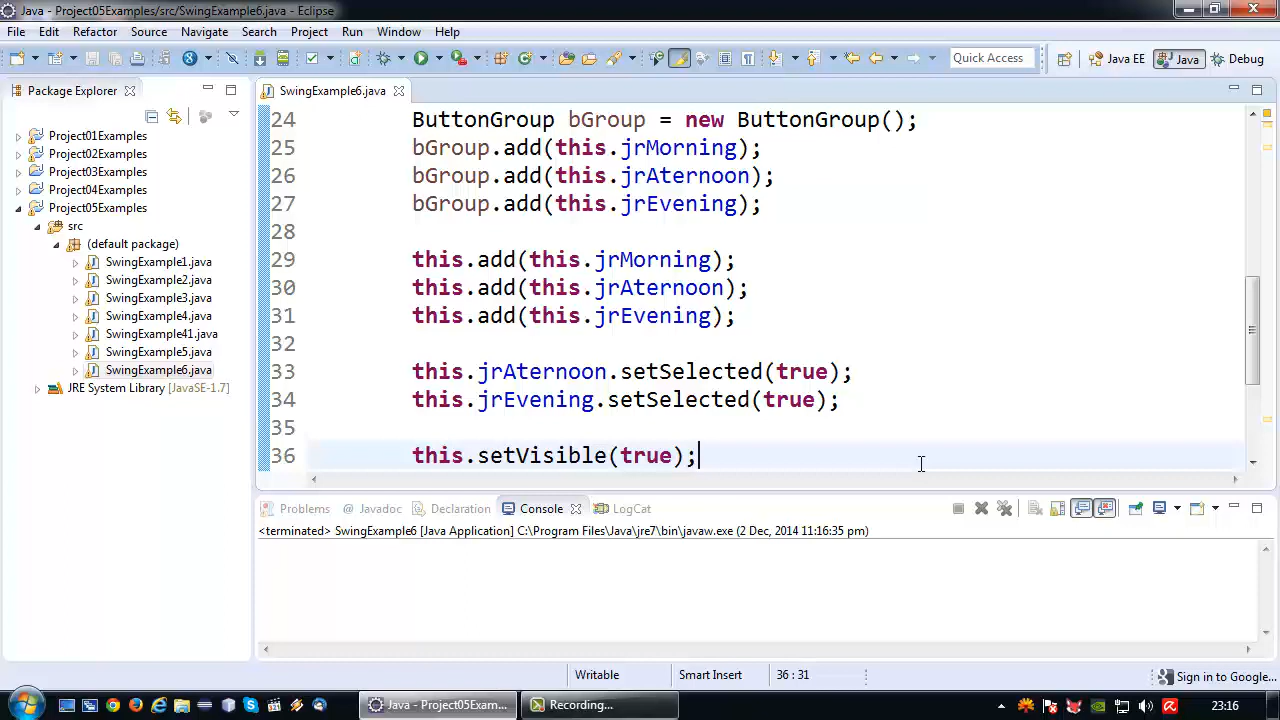 Java - Project05Examples/src/SwingExample6.java - Eclipse
File Edit Refactor Source Navigate Search Project Run Window Help
Quick Access Java EE Java Debug
Package Explorer
Project01Examples
Project02Examples
Project03Examples
Project04Examples
Project05Examples
src
(default package)
SwingExample1.java
SwingExample2.java
SwingExample3.java
SwingExample4.java
SwingExample41.java
SwingExample5.java
SwingExample6.java
JRE System Library [JavaSE-1.7]
SwingExample6.java
24 ButtonGroup bGroup = new ButtonGroup();
25 bGroup.add(this.jrMorning);
26 bGroup.add(this.jrAternoon);
27 bGroup.add(this.jrEvening);
28
29 this.add(this.jrMorning);
30 this.add(this.jrAternoon);
31 this.add(this.jrEvening);
32
33 this.jrAternoon.setSelected(true);
34 this.jrEvening.setSelected(true);
35
36 this.setVisible(true);
Problems @ Javadoc Declaration Console LogCat
<terminated> SwingExample6 [Java Application] C:\Program Files\Java\jre7\bin\javaw.exe (2 Dec, 2014 11:16:35 pm)
Writable Smart Insert 36 : 31 Sign in to Google...
Java - Project05Exam... Recording... 23:16